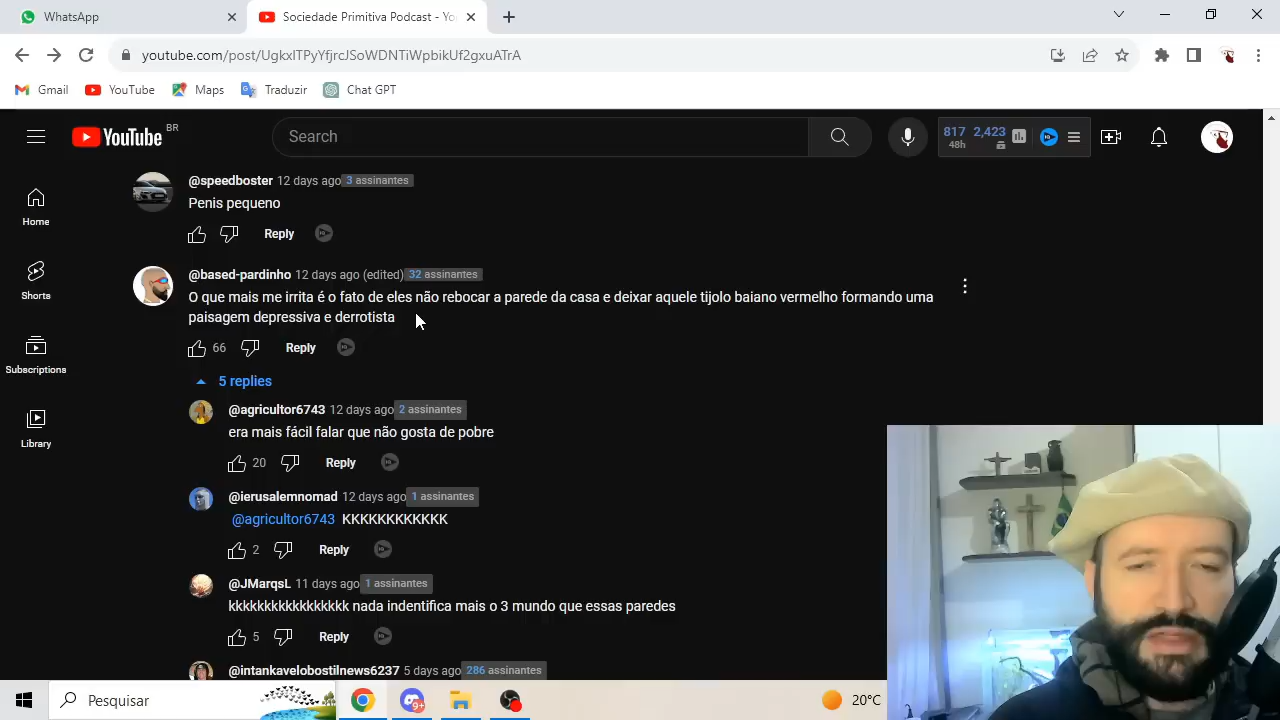 WhatsApp
Sociedade Primitiva Podcast - Yo
youtube.com/post/UgkxlTPyYfjrcJSoWDNTiWpbikUf2gxuATrA
Gmail YouTube Maps Traduzir Chat GPT
YouTube BR Search 817 2,423
48h
@speedboster 12 days ago 3 assinantes
Penis pequeno
Reply
Home
@based-pardinho 12 days ago (edited) 32 assinantes
O que mais me irrita é o fato de eles não rebocar a parede da casa e deixar aquele tijolo baiano vermelho formando uma
paisagem depressiva e derrotista
Shorts
66 Reply
Subscriptions
5 replies
@agricultor6743 12 days ago 2 assinantes
era mais fácil falar que não gosta de pobre
Library
20 Reply
@ierusalemnomad 12 days ago 1 assinantes
@agricultor6743 KKKKKKKKKKKK
2 Reply
@JMarqsL 11 days ago 1 assinantes
kkkkkkkkkkkkkkkkk nada indentifica mais o 3 mundo que essas paredes
5 Reply
@intankavelobostilnews6237 5 days ago 286 assinantes
Pesquisar 9+ 20°C